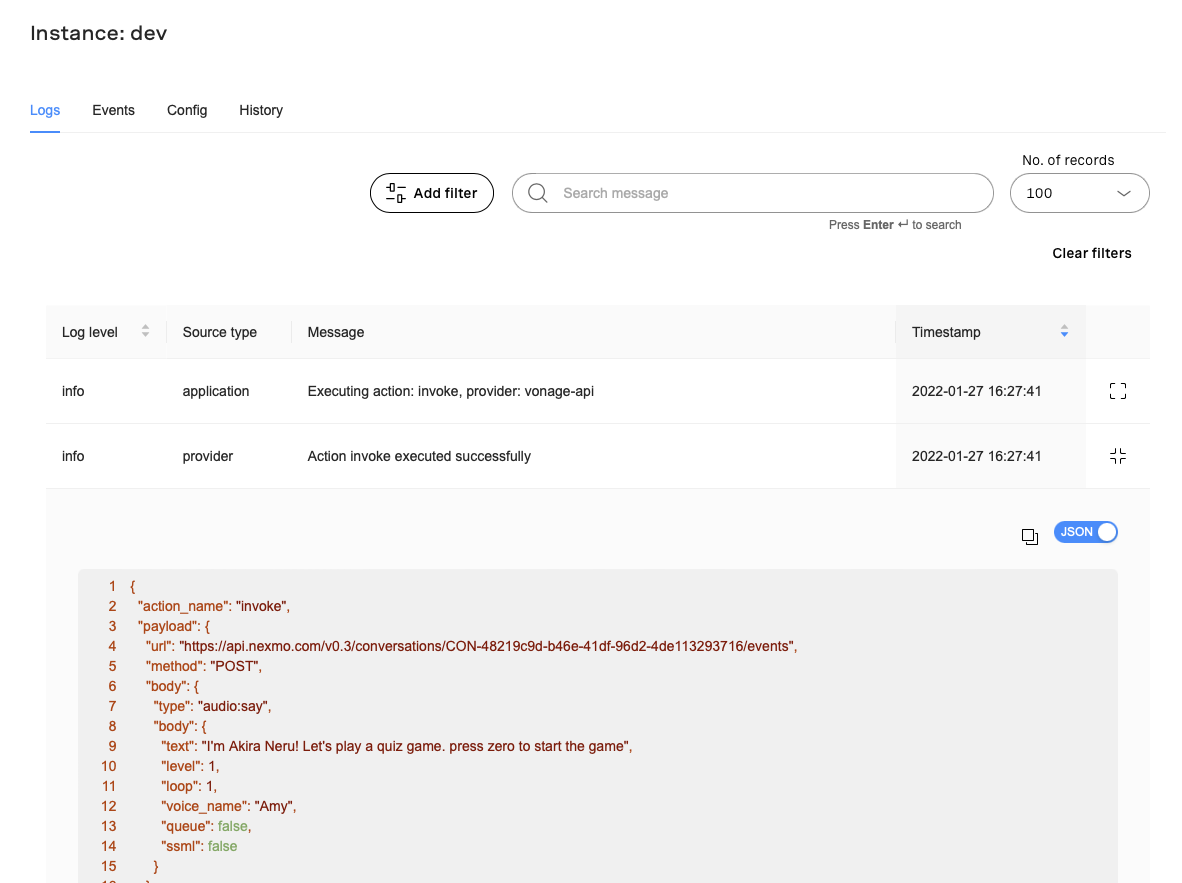 Instance: dev
Logs Events Config History
No. of records
Add filter Search message 100
Press Enter ↵ to search
Clear filters
Log level Source type Message Timestamp
info application Executing action: invoke, provider: vonage-api 2022-01-27 16:27:41
info provider Action invoke executed successfully 2022-01-27 16:27:41
JSON
1 {
2 "action_name": "invoke",
3 "payload": {
4 "url": "https://api.nexmo.com/v0.3/conversations/CON-48219c9d-b46e-41df-96d2-4de113293716/events",
5 "method": "POST",
6 "body": {
7 "type": "audio:say",
8 "body": {
9 "text": "I'm Akira Neru! Let's play a quiz game. press zero to start the game",
10 "level": 1,
11 "loop": 1,
12 "voice_name": "Amy",
13 "queue": false,
14 "ssml": false
15 }